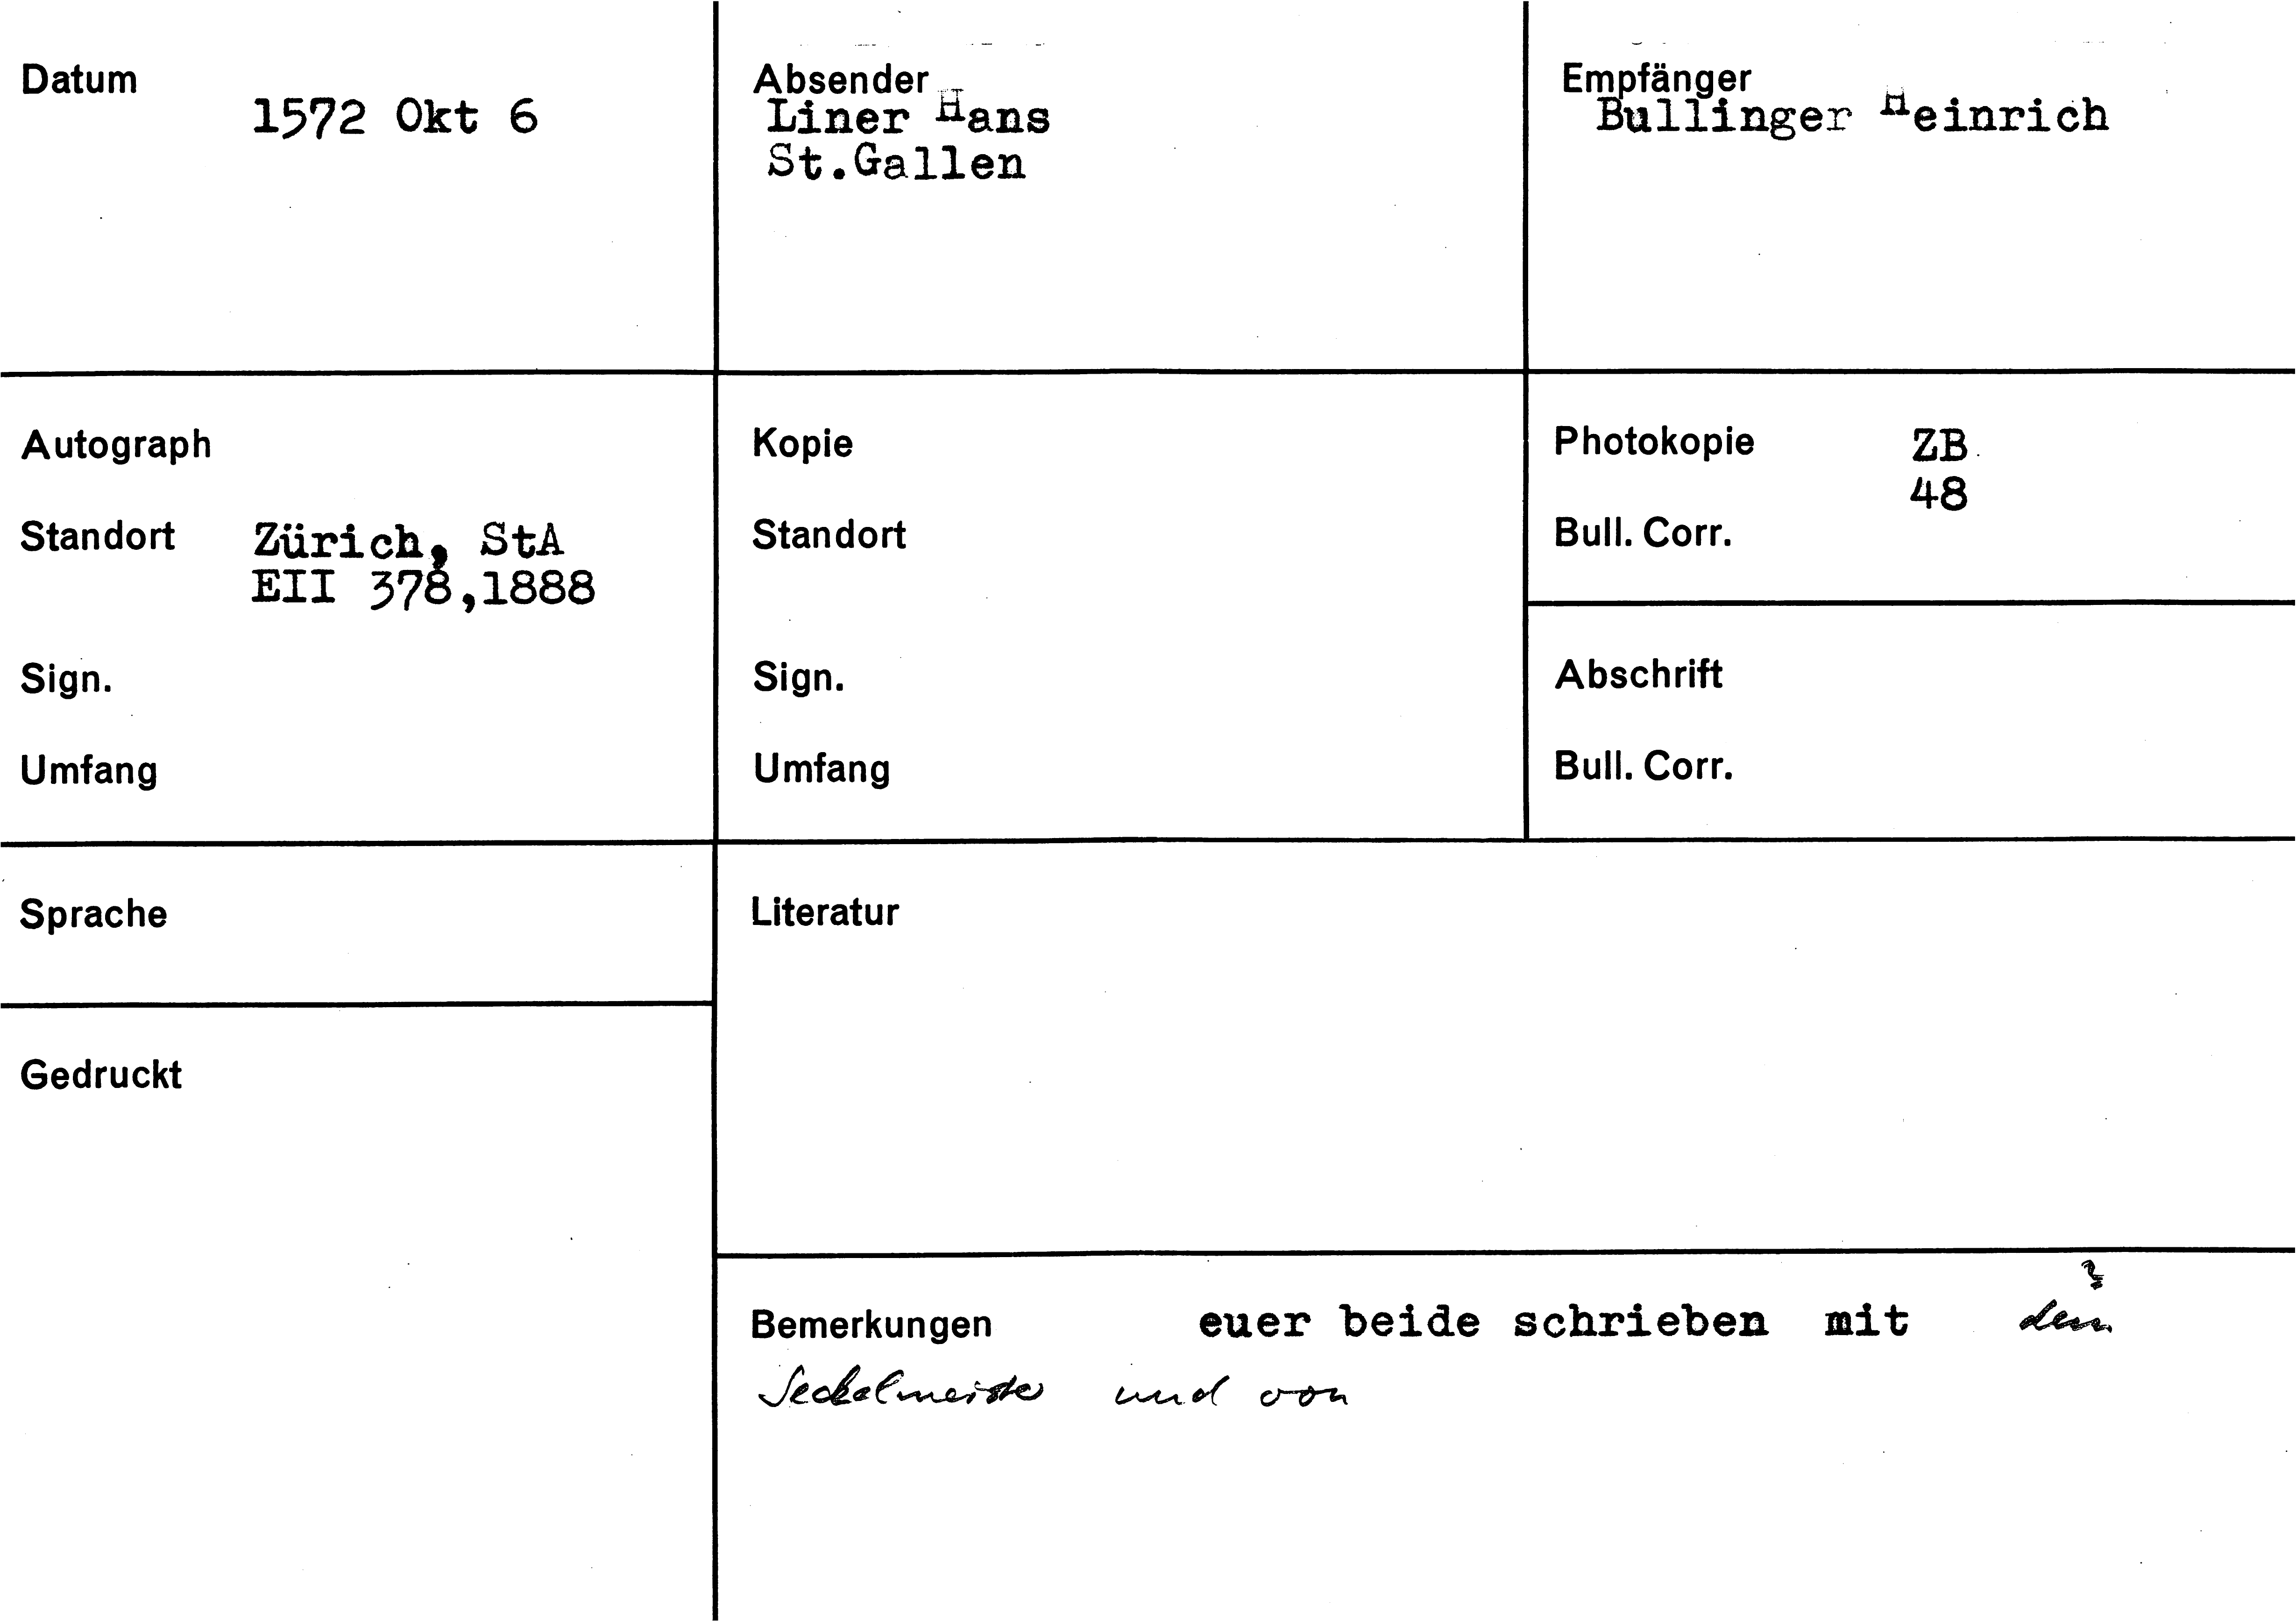 Datum
1572 Okt 6
Absender
Liner Hans
St.Gallen
Empfänger
Bullinger Heinrich
Autograph
Standort Zürich, StA
EII 378,1888
Sign.
Umfang
Kopie
Standort
Sign.
Umfang
Photokopie ZB
48
Bull. Corr.
Abschrift
Bull. Corr.
Sprache
Literatur
Gedruckt
Bemerkungen euer beide schrieben mit
und von